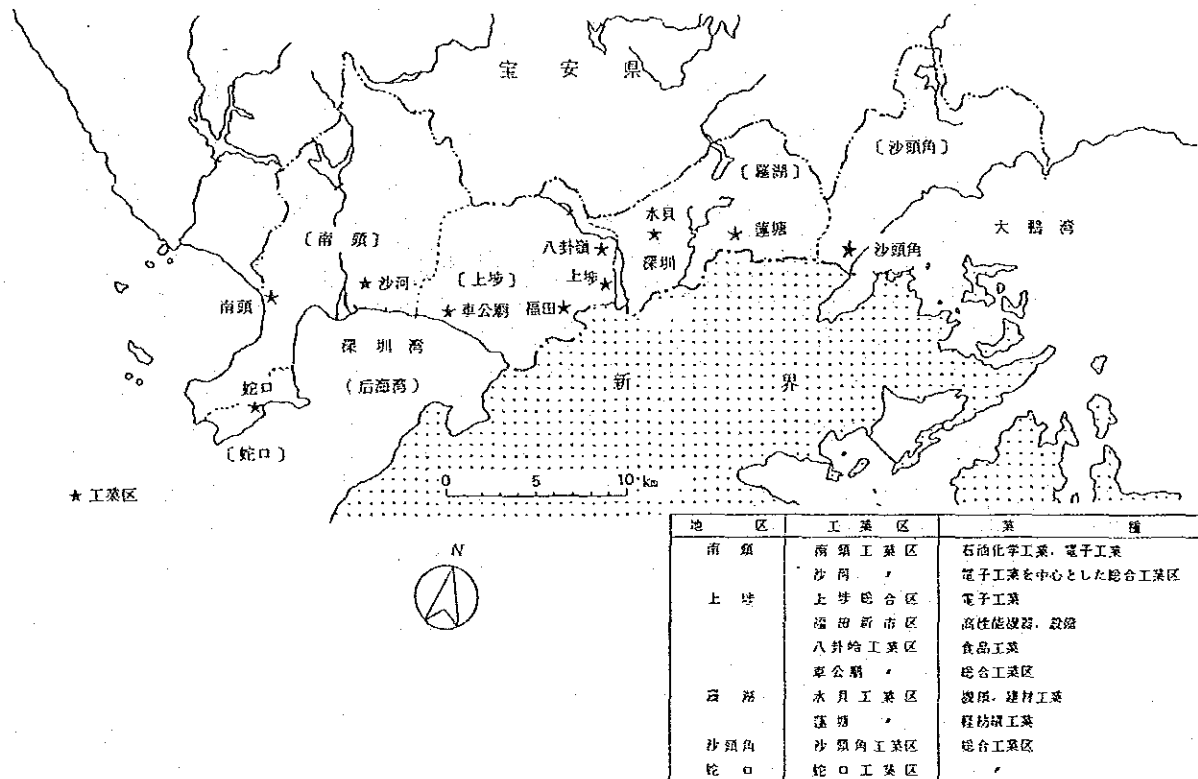 宝安県
〔沙頭角〕
〔羅湖〕
大鵬湾
水貝
蓮塘
〔南頭〕
八卦嶺
深圳
沙頭角
〔上埗〕
上埗
沙河
南頭
車公廟
福田
深圳湾
新界
(后海湾)
蛇口
〔蛇口〕
0 5 10 km
★工業区
N
地区 工業区 業種
南頭 南頭工業区 石油化学工業、電子工業
沙河 〃 電子工業を中心とした総合工業区
上埗 上埗総合区 電子工業
福田新市区 高性能機器、設備
八卦岭工業区 食品工業
車公廟 〃 総合工業区
羅湖 水貝工業区 建材工業
蓮塘 〃 軽紡績工業
沙頭角 沙頭角工業区 総合工業区
蛇口 蛇口工業区 〃